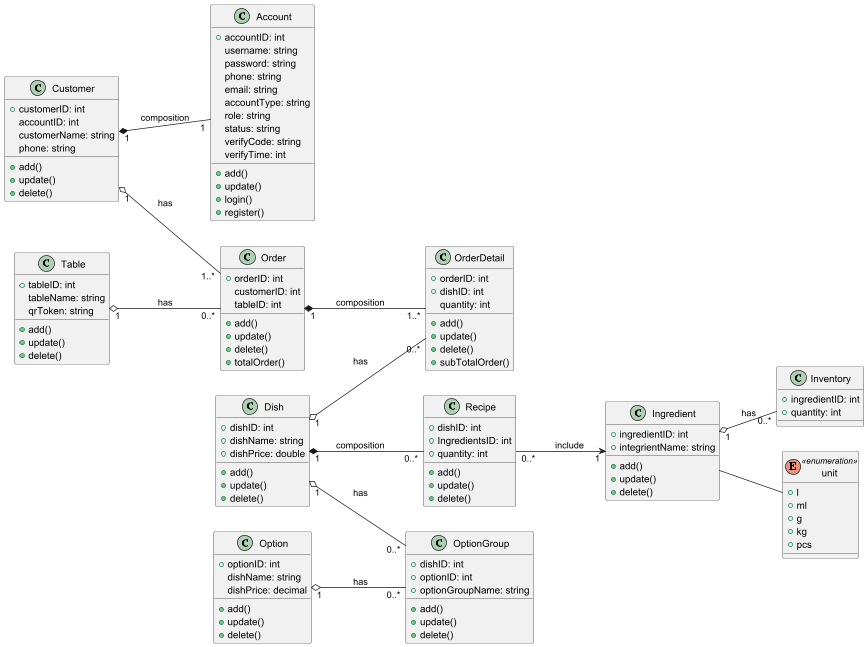 C Account
accountID: int
username: string
password: string
phone: string
email: string
accountType: string
role: string
status: string
verifyCode: string
verifyTime: int
add()
update()
login()
register()
C Customer
customerID: int
accountID: int
customerName: string
phone: string
add()
update()
delete()
composition
1
1
has
1
1..*
C Table
tableID: int
tableName: string
qrToken: string
add()
update()
delete()
has
1
0..*
C Order
orderID: int
customerID: int
tableID: int
add()
update()
delete()
totalOrder()
composition
1
1..*
C OrderDetail
orderID: int
dishID: int
quantity: int
add()
update()
delete()
subTotalOrder()
has
1
0..*
C Dish
dishID: int
dishName: string
dishPrice: double
add()
update()
delete()
composition
1
0..*
C Recipe
dishID: int
IngredientsID: int
quantity: int
add()
update()
delete()
include
0..*
1
C Ingredient
ingredientID: int
integrientName: string
add()
update()
delete()
has
1
0..*
C Inventory
ingredientID: int
quantity: int
E «enumeration»
unit
l
ml
g
kg
pcs
has
1
0..*
C Option
optionID: int
dishName: string
dishPrice: decimal
add()
update()
delete()
has
1
0..*
C OptionGroup
dishID: int
optionID: int
optionGroupName: string
add()
update()
delete()